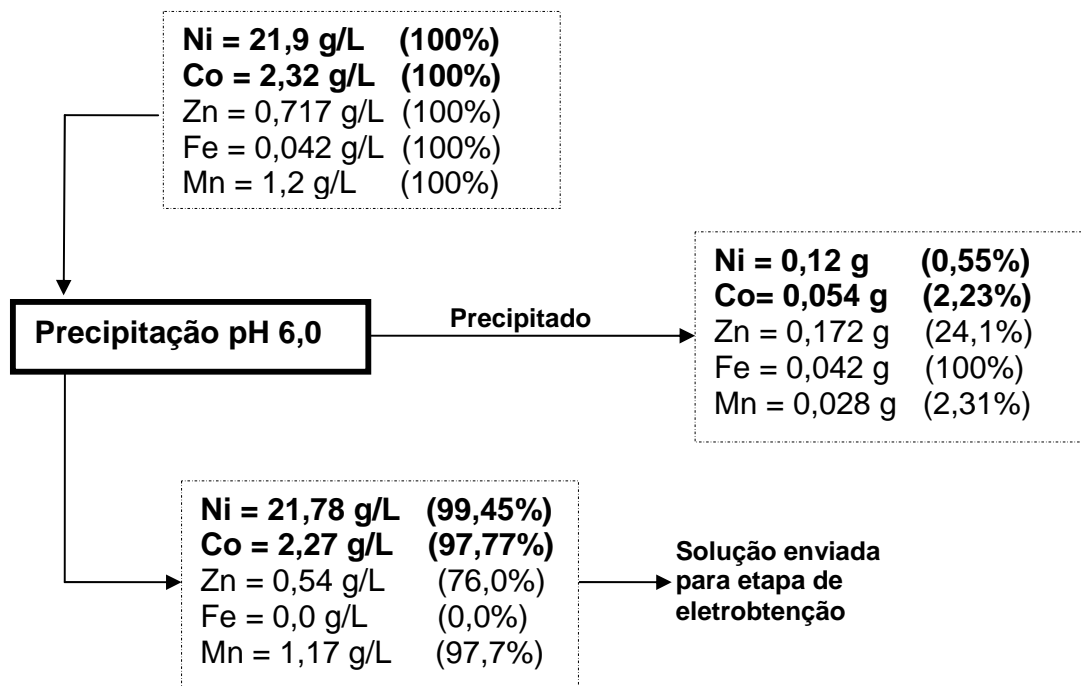 Ni = 21,9 g/L (100%)
Co = 2,32 g/L (100%)
Zn = 0,717 g/L (100%)
Fe = 0,042 g/L (100%)
Mn = 1,2 g/L (100%)
Precipitação pH 6,0
Precipitado
Ni = 0,12 g (0,55%)
Co= 0,054 g (2,23%)
Zn = 0,172 g (24,1%)
Fe = 0,042 g (100%)
Mn = 0,028 g (2,31%)
Ni = 21,78 g/L (99,45%)
Co = 2,27 g/L (97,77%)
Zn = 0,54 g/L (76,0%)
Fe = 0,0 g/L (0,0%)
Mn = 1,17 g/L (97,7%)
Solução enviada
para etapa de
eletrobtenção